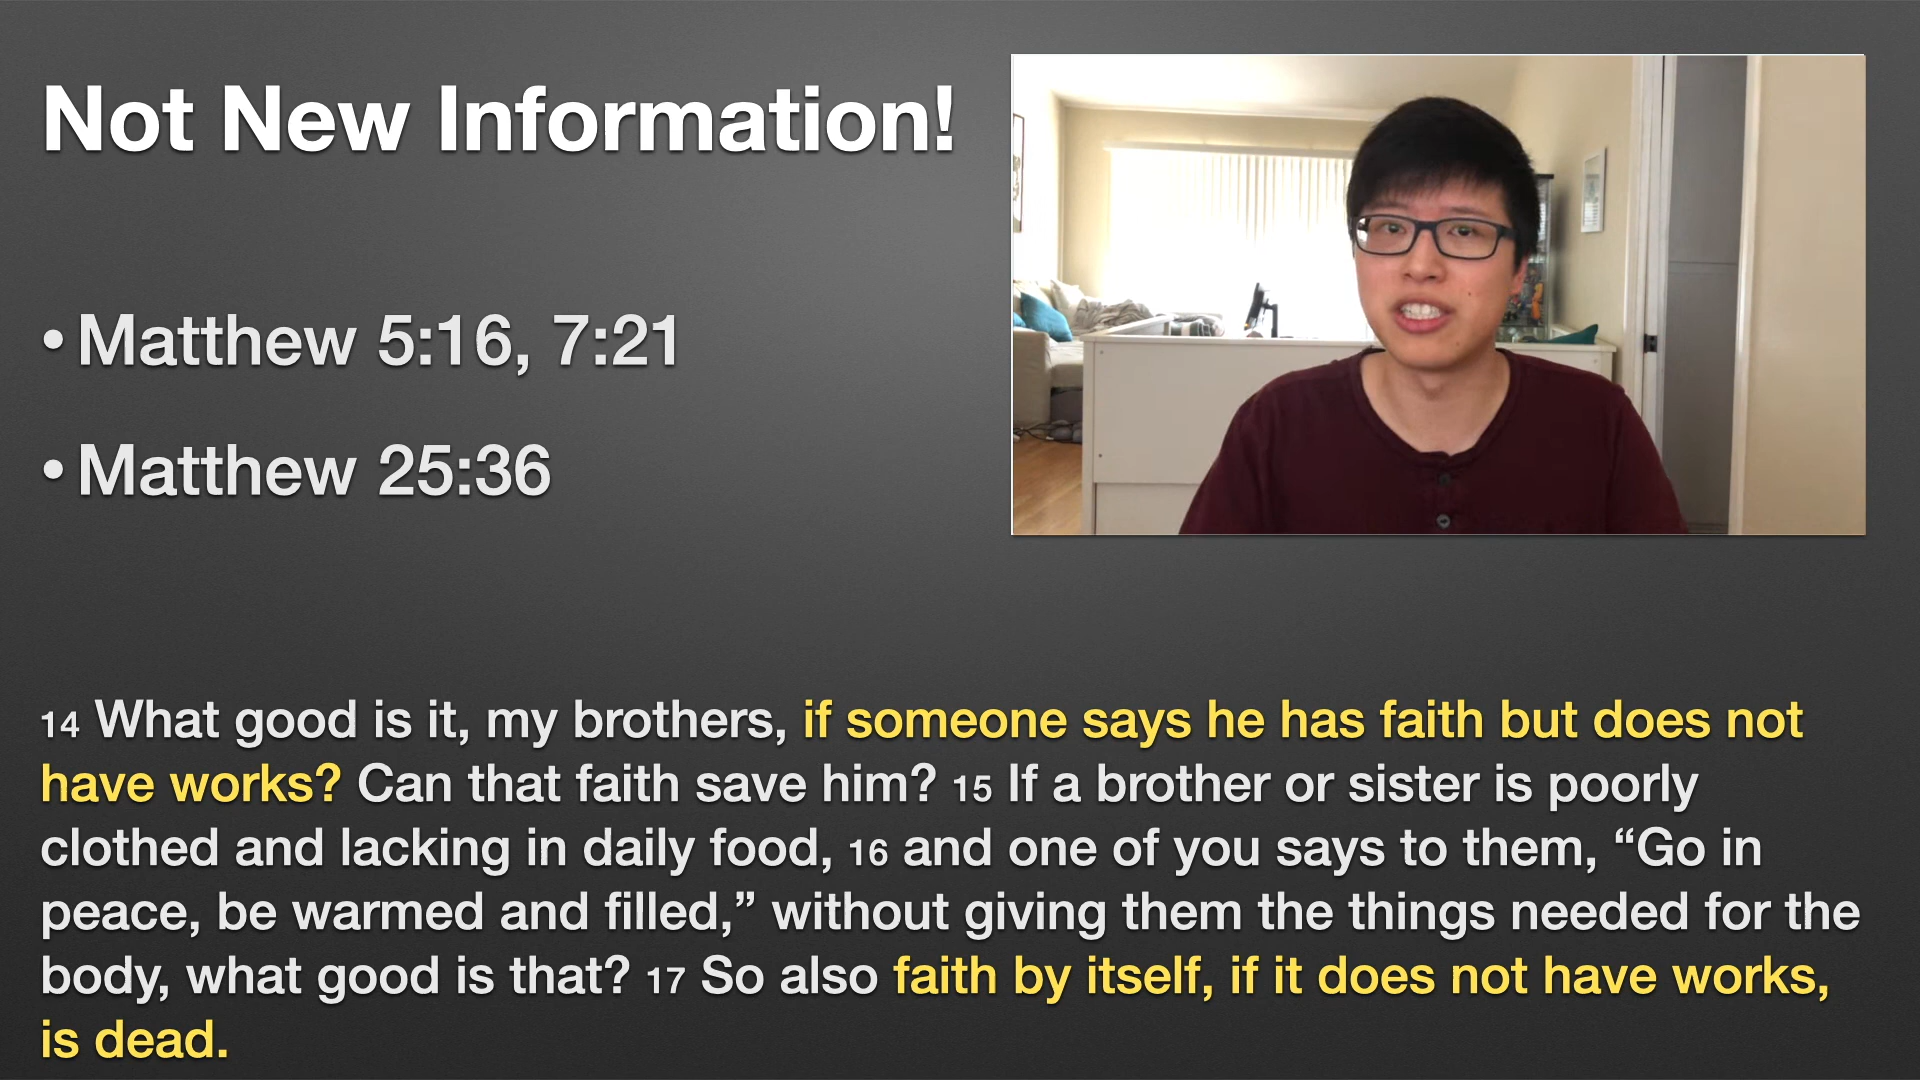 Not New Information!
• Matthew 5:16, 7:21
• Matthew 25:36
14 What good is it, my brothers, if someone says he has faith but does not
have works? Can that faith save him? 15 If a brother or sister is poorly
clothed and lacking in daily food, 16 and one of you says to them, “Go in
peace, be warmed and filled,” without giving them the things needed for the
body, what good is that? 17 So also faith by itself, if it does not have works,
is dead.